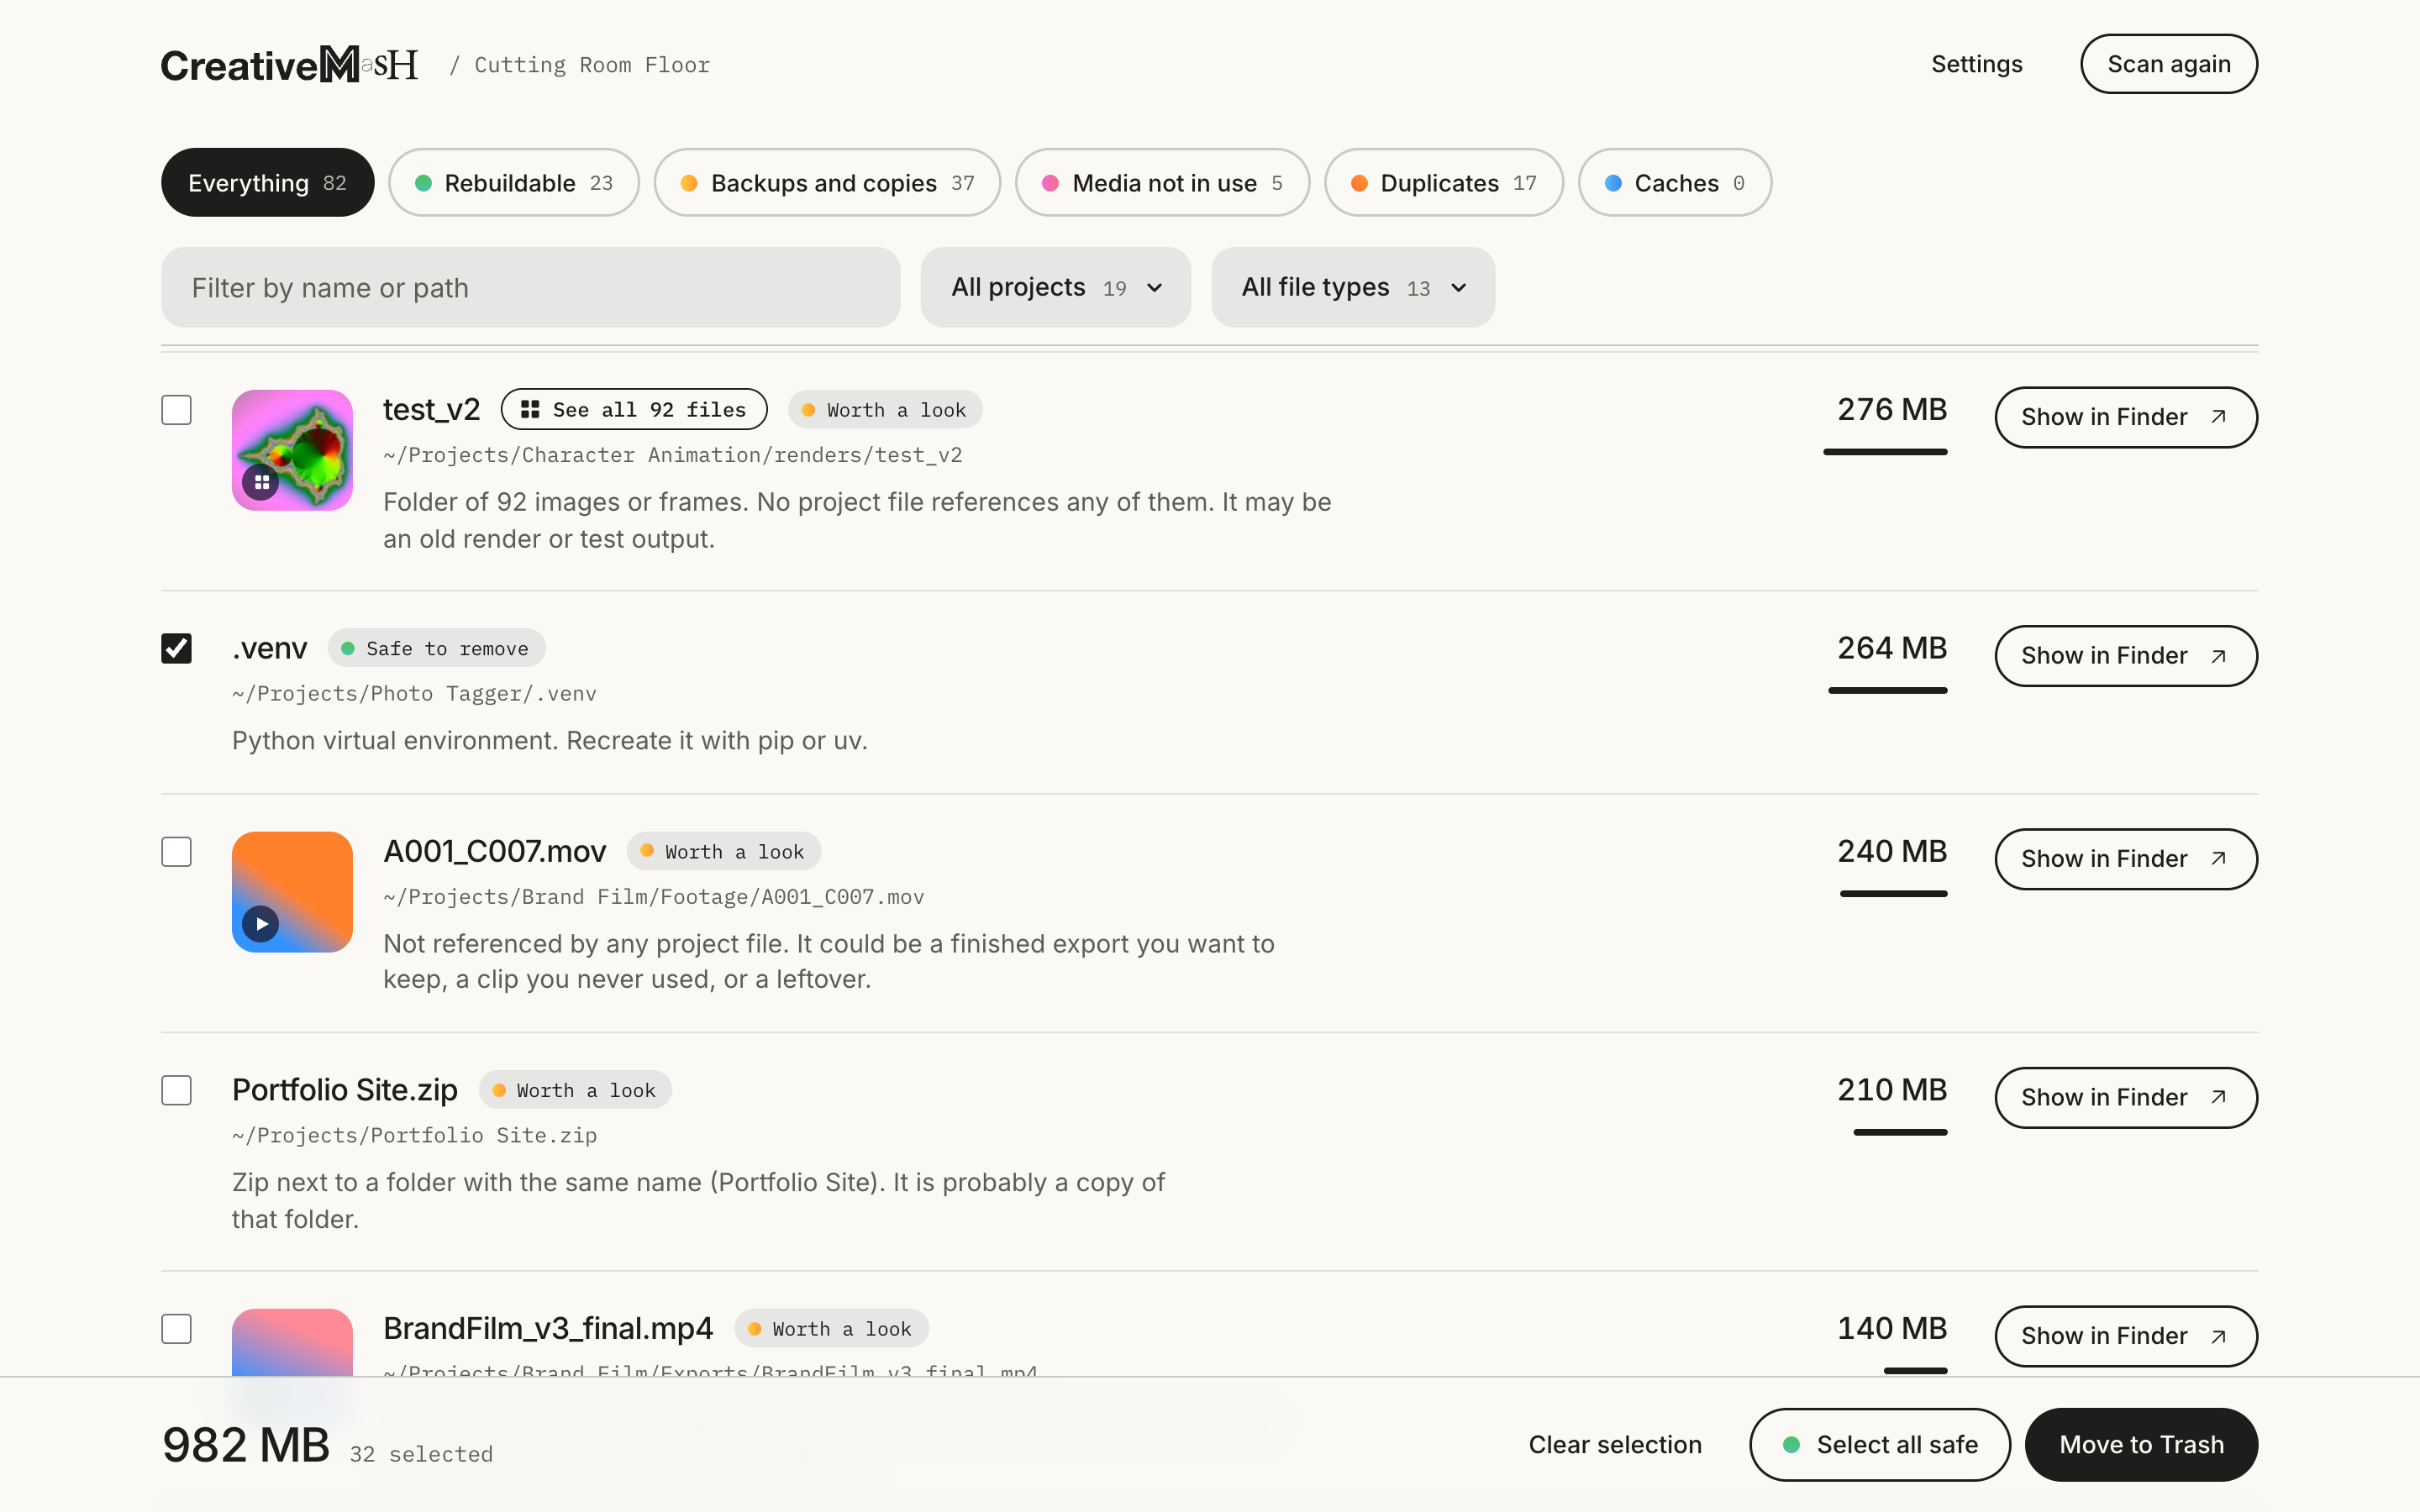 CreativeMasH / Cutting Room Floor Settings Scan again
Everything 82 Rebuildable 23 Backups and copies 37 Media not in use 5 Duplicates 17 Caches 0
Filter by name or path All projects 19 All file types 13
test_v2 See all 92 files Worth a look 276 MB Show in Finder
~/Projects/Character Animation/renders/test_v2
Folder of 92 images or frames. No project file references any of them. It may be
an old render or test output.
.venv Safe to remove 264 MB Show in Finder
~/Projects/Photo Tagger/.venv
Python virtual environment. Recreate it with pip or uv.
A001_C007.mov Worth a look 240 MB Show in Finder
~/Projects/Brand Film/Footage/A001_C007.mov
Not referenced by any project file. It could be a finished export you want to
keep, a clip you never used, or a leftover.
Portfolio Site.zip Worth a look 210 MB Show in Finder
~/Projects/Portfolio Site.zip
Zip next to a folder with the same name (Portfolio Site). It is probably a copy of
that folder.
BrandFilm_v3_final.mp4 Worth a look 140 MB Show in Finder
~/Projects/Brand Film/Exports/BrandFilm_v3_final.mp4
982 MB 32 selected Clear selection Select all safe Move to Trash